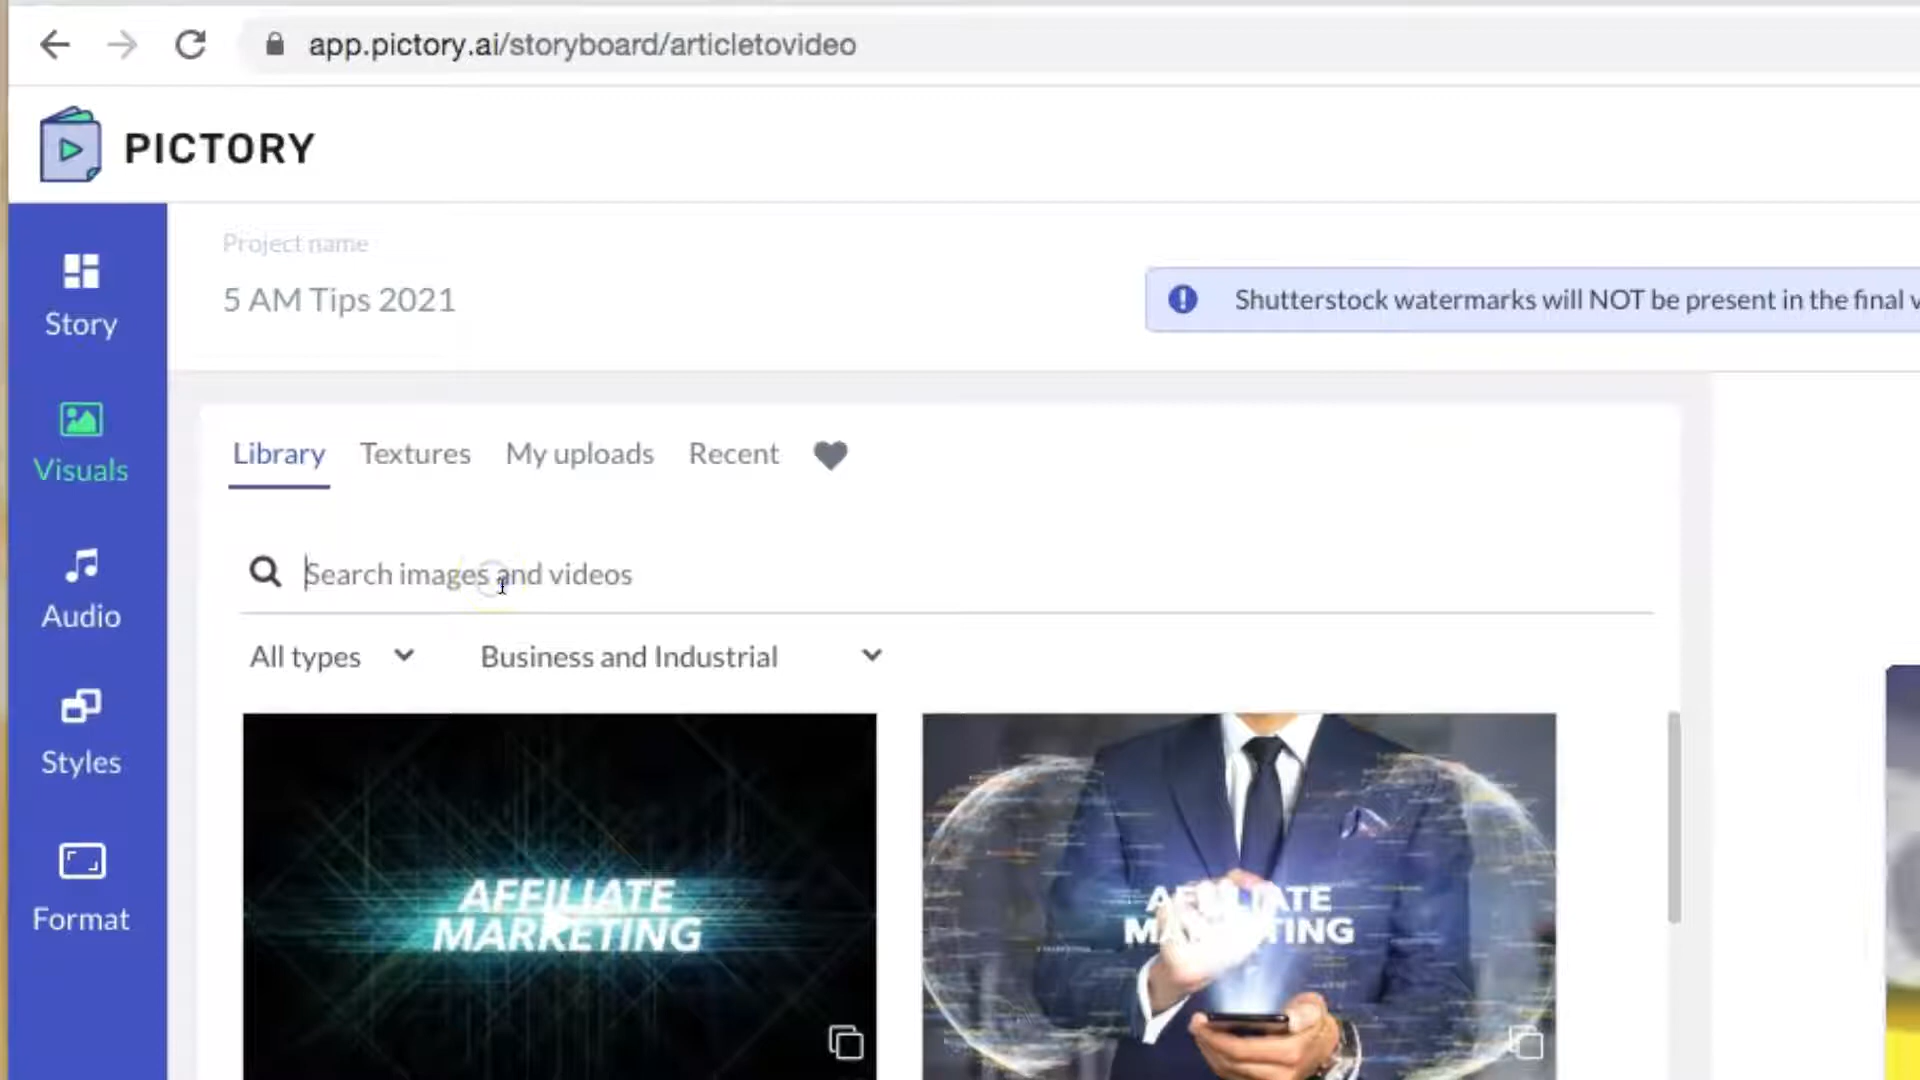 app.pictory.ai/storyboard/articletovideo
PICTORY
Project name
5 AM Tips 2021
Shutterstock watermarks will NOT be present in the final v
Story
Visuals
Audio
Styles
Format
Library Textures My uploads Recent
Search images and videos
All types Business and Industrial
AFFILIATE
MARKETING
AFFILIATE
MARKETING